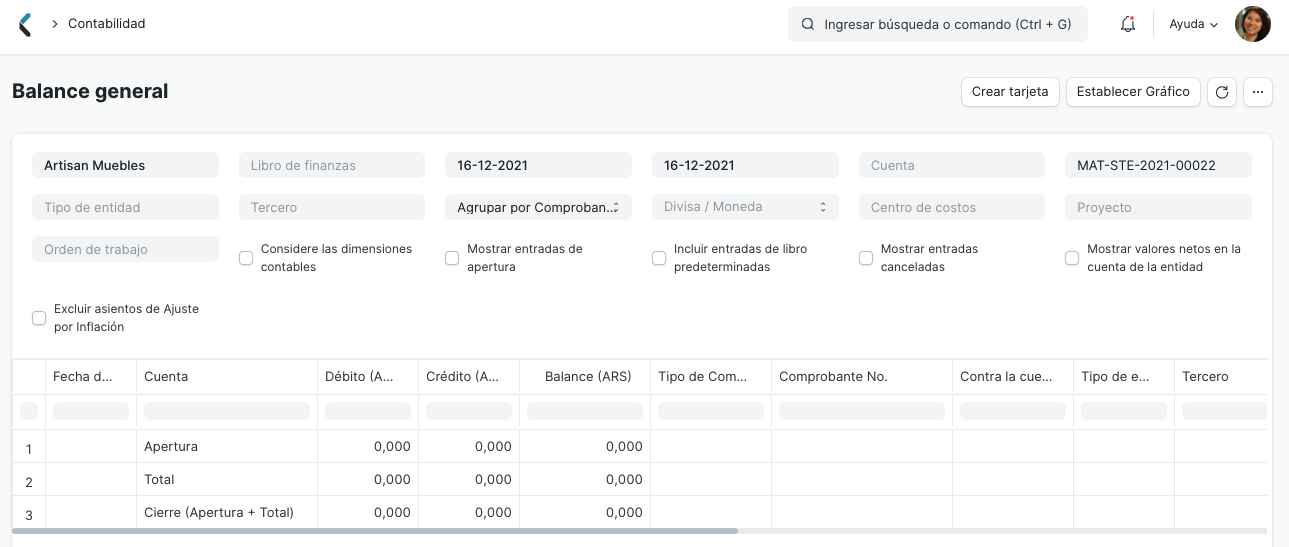 Contabilidad
Ingresar búsqueda o comando (Ctrl + G)
Ayuda
Balance general
Crear tarjeta
Establecer Gráfico
Artisan Muebles
Libro de finanzas
16-12-2021
16-12-2021
Cuenta
MAT-STE-2021-00022
Tipo de entidad
Tercero
Agrupar por Comproban...
Divisa / Moneda
Centro de costos
Proyecto
Orden de trabajo
Considere las dimensiones
contables
Mostrar entradas de
apertura
Incluir entradas de libro
predeterminadas
Mostrar entradas
canceladas
Mostrar valores netos en la
cuenta de la entidad
Excluir asientos de Ajuste
por Inflación
Fecha d... Cuenta Débito (A... Crédito (A... Balance (ARS) Tipo de Com... Comprobante No. Contra la cue... Tipo de e... Tercero
1 Apertura 0,000 0,000 0,000
2 Total 0,000 0,000 0,000
3 Cierre (Apertura + Total) 0,000 0,000 0,000